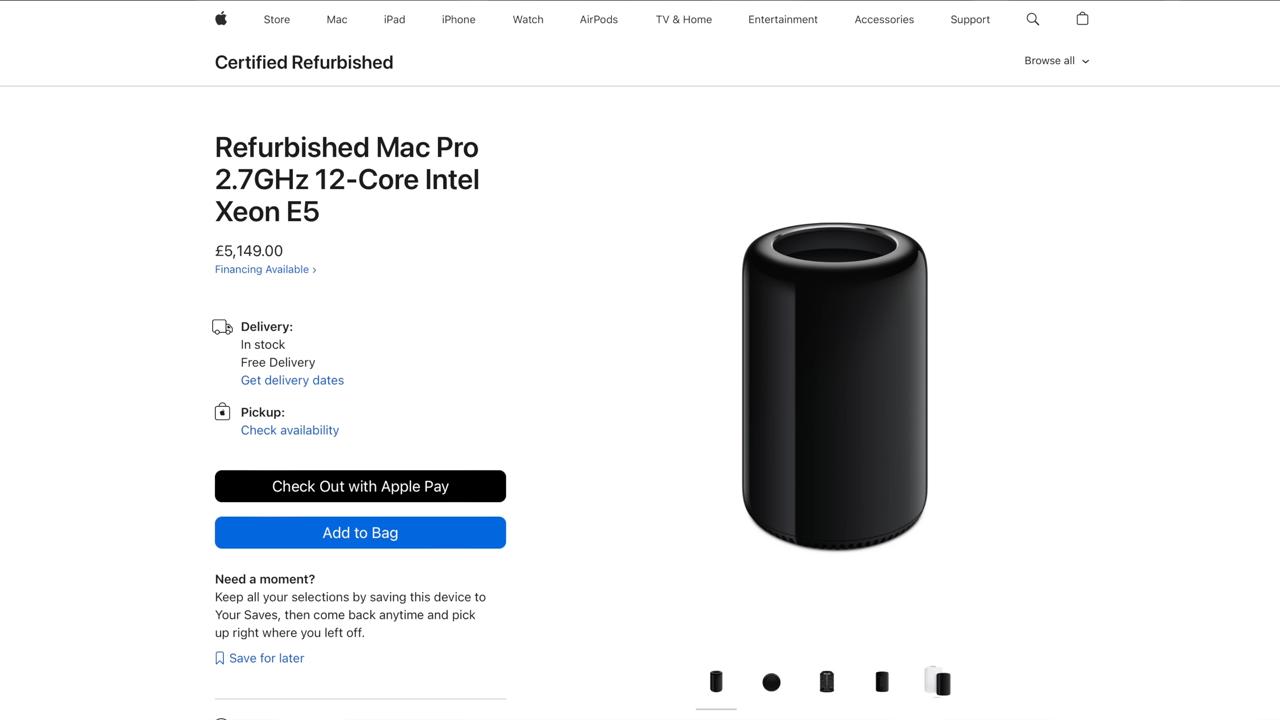 Store Mac iPad iPhone Watch AirPods TV & Home Entertainment Accessories Support
Certified Refurbished
Browse all
Refurbished Mac Pro
2.7GHz 12-Core Intel
Xeon E5
£5,149.00
Financing Available ›
Delivery:
In stock
Free Delivery
Get delivery dates
Pickup:
Check availability
Check Out with Apple Pay
Add to Bag
Need a moment?
Keep all your selections by saving this device to
Your Saves, then come back anytime and pick
up right where you left off.
Save for later